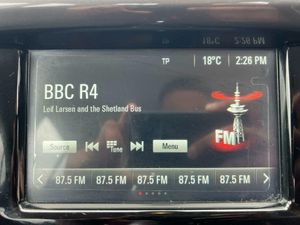 TP 18°C 2:26 PM
BBC R4
Leif Larsen and the Shetland Bus
Source Tune Menu
FM
87.5 FM 87.5 FM 87.5 FM 87.5 FM 87.5 FM